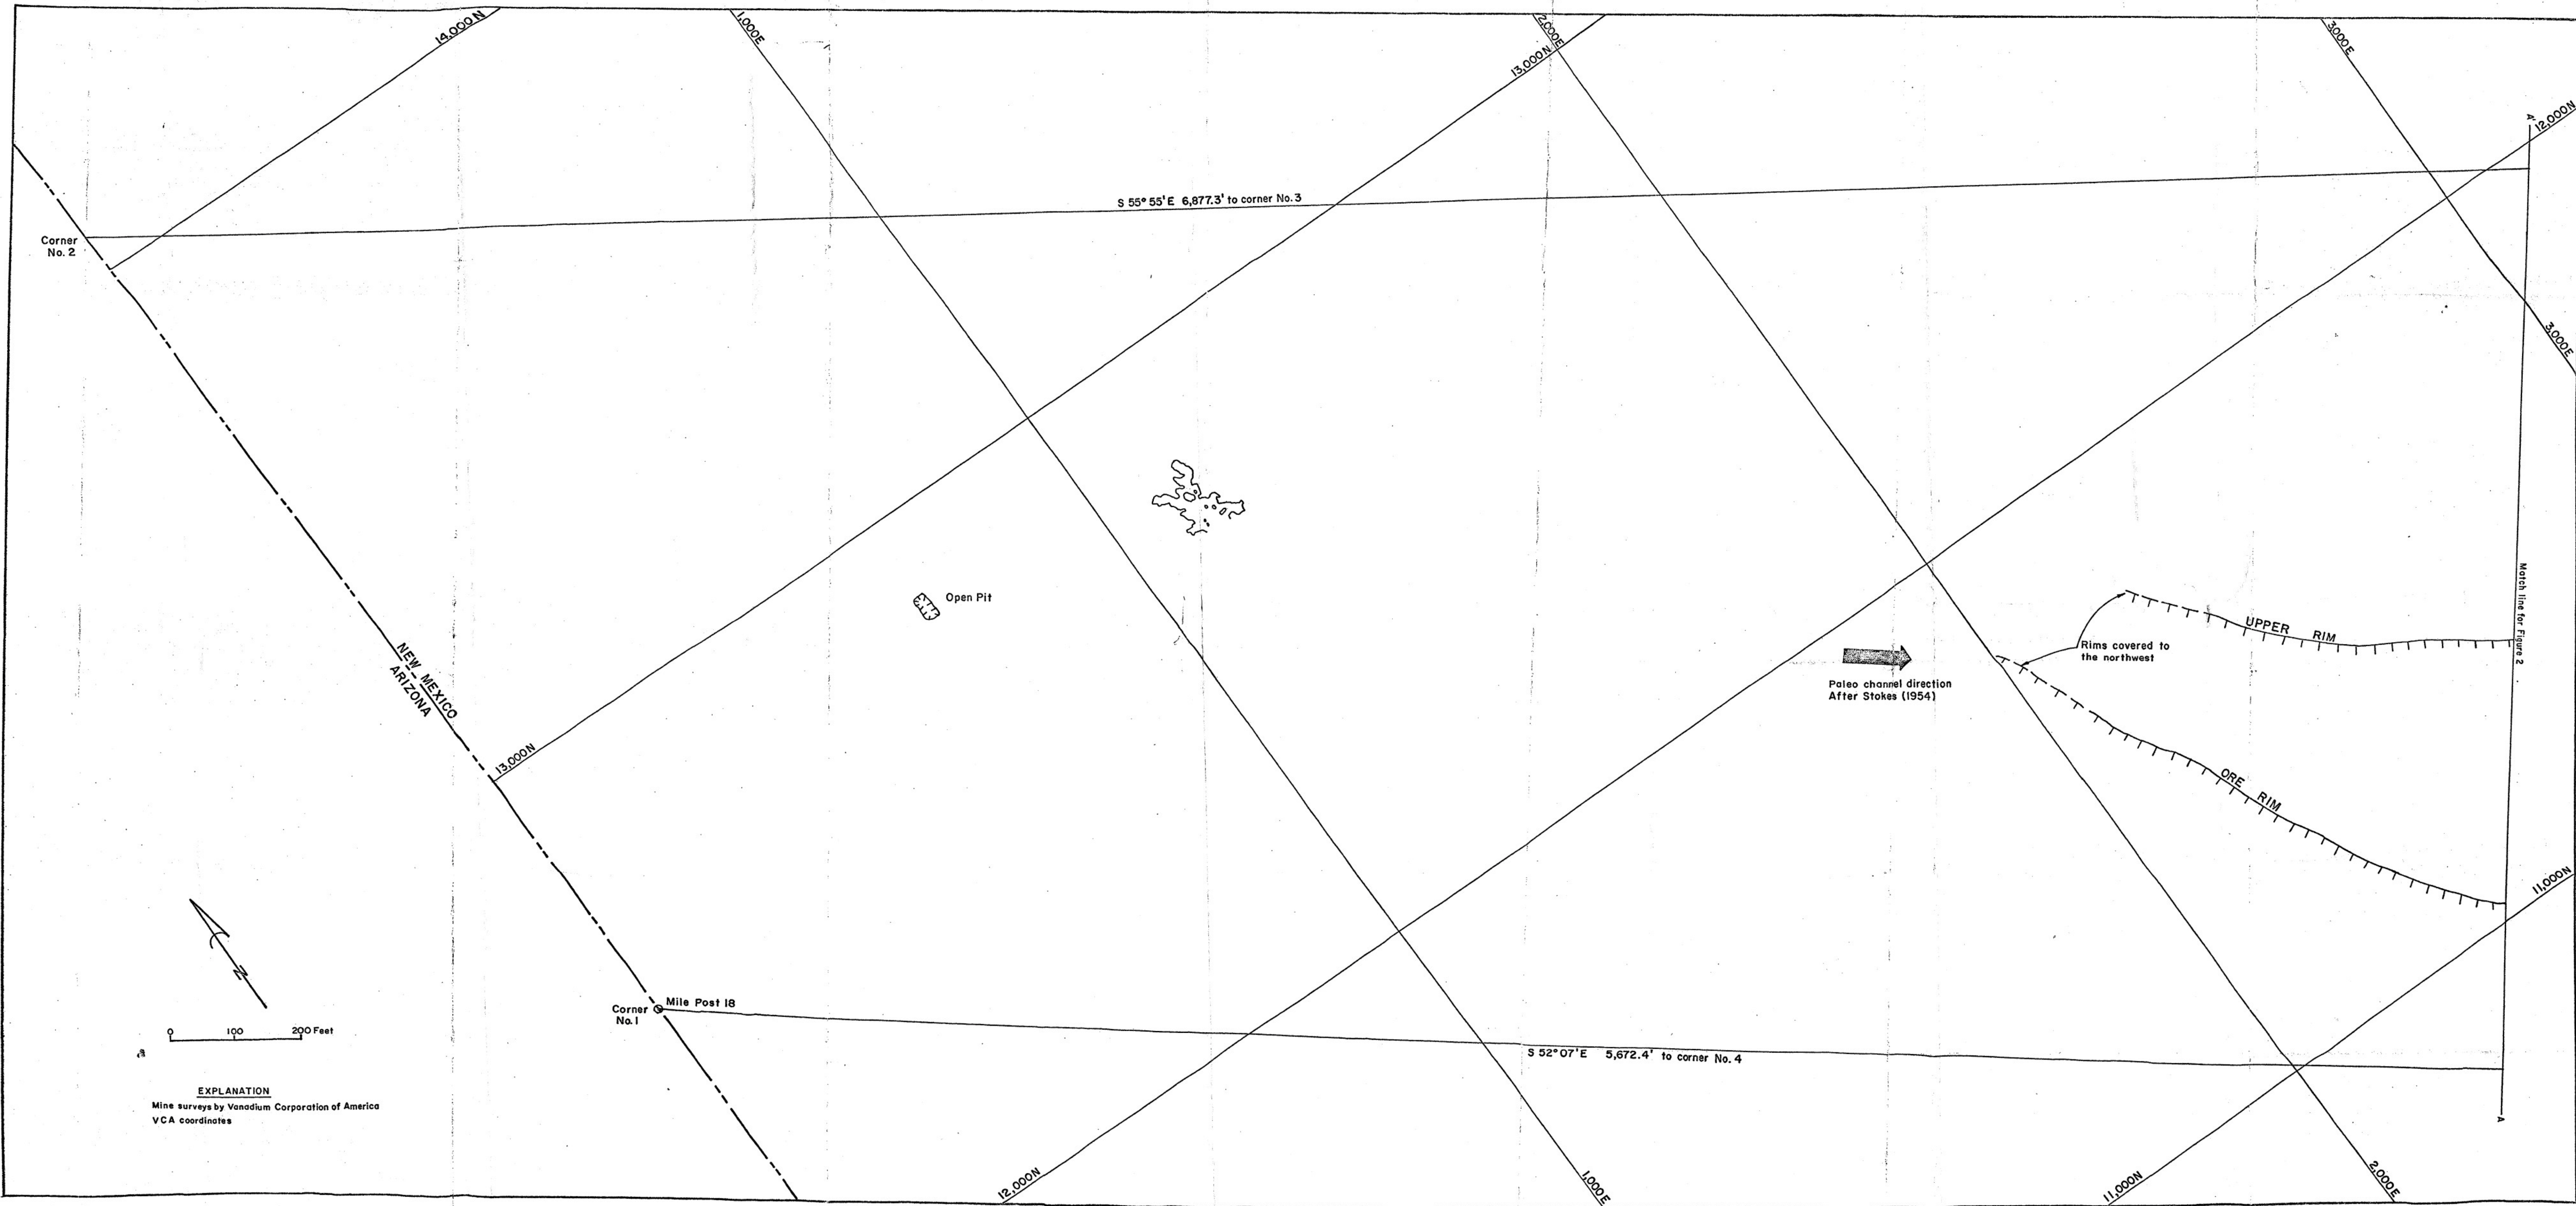 14,000N
1,000E
2,000E
13,000N
3,000E
A'
12,000N
S 55° 55' E 6,877.3' to corner No. 3
Corner
No. 2
3,000E
Open Pit
Match line for Figure 2
UPPER RIM
Rims covered to
the northwest
NEW MEXICO
ARIZONA
Paleo channel direction
After Stokes (1954)
13,000N
ORE RIM
11,000N
N
Corner
No. 1
Mile Post 18
0 100 200 Feet
S 52° 07' E 5,672.4' to corner No. 4
EXPLANATION
Mine surveys by Vanadium Corporation of America
VCA coordinates
A
12,000N
1,000E
11,000N
2,000E